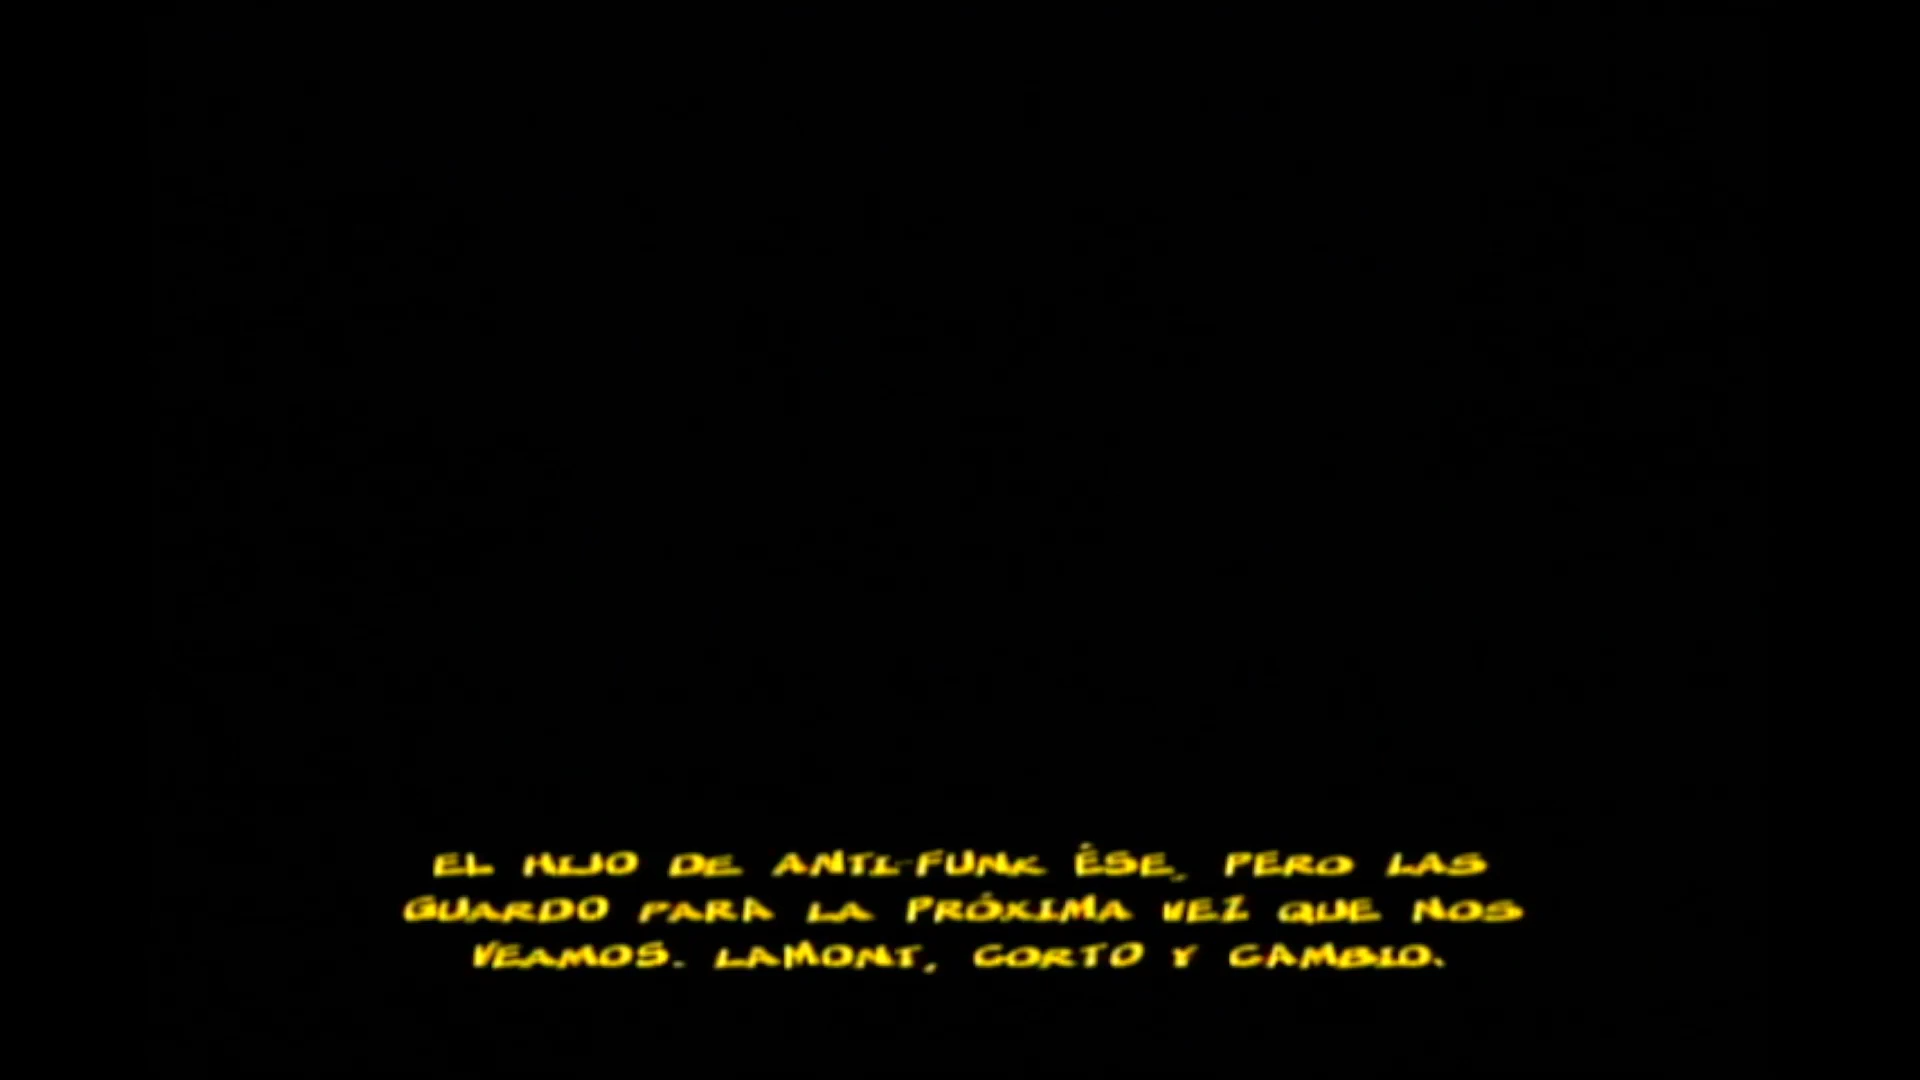 EL HIJO DE ANTI-FUNK ÉSE, PERO LAS
GUARDO PARA LA PRÓXIMA VEZ QUE NOS
VEAMOS. LAMONT, CORTO Y CAMBIO.